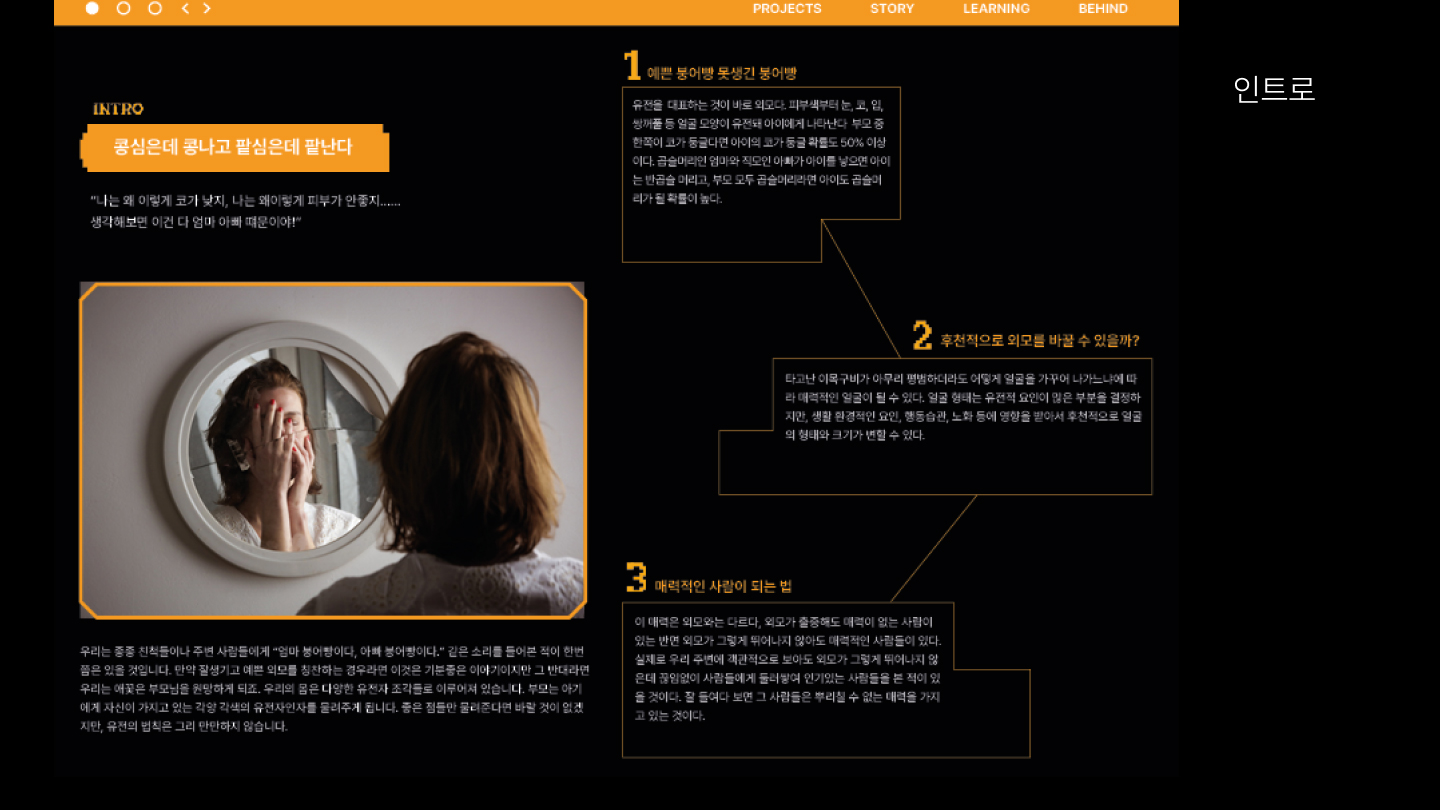 PROJECTS STORY LEARNING BEHIND
인트로
INTRO
콩심은데 콩나고 팥심은데 팥난다
"나는 왜 이렇게 코가 낮지, 나는 왜이렇게 피부가 안좋지......
생각해보면 이건 다 엄마 아빠 떄문이야!"
우리는 종종 친척들이나 주변 사람들에게 "엄마 붕어빵이다, 아빠 붕어빵이다." 같은 소리를 들어본 적이 한번
쯤은 있을 것입니다. 만약 잘생기고 예쁜 외모를 칭찬하는 경우라면 이것은 기분좋은 이야기이지만 그 반대라면
우리는 애꿎은 부모님을 원망하게 되죠. 우리의 몸은 다양한 유전자 조각들로 이루어져 있습니다. 부모는 아기
에게 자신이 가지고 있는 각양 각색의 유전자인자를 물려주게 됩니다. 좋은 점들만 물려준다면 바랄 것이 없겠
지만, 유전의 법칙은 그리 만만하지 않습니다.
1 예쁜 붕어빵 못생긴 붕어빵
유전을 대표하는 것이 바로 외모다. 피부색부터 눈, 코, 입,
쌍꺼풀 등 얼굴 모양이 유전돼 아이에게 나타난다 부모 중
한쪽이 코가 둥글다면 아이의 코가 둥글 확률도 50% 이상
이다. 곱슬머리인 엄마와 직모인 아빠가 아이를 낳으면 아이
는 반곱슬 머리고, 부모 모두 곱슬머리라면 아이도 곱슬머
리가 될 확률이 높다.
2 후천적으로 외모를 바꿀 수 있을까?
타고난 이목구비가 아무리 평범하더라도 어떻게 얼굴을 가꾸어 나가느냐에 따
라 매력적인 얼굴이 될 수 있다. 얼굴 형태는 유전적 요인이 많은 부분을 결정하
지만, 생활 환경적인 요인, 행동습관, 노화 등에 영향을 받아서 후천적으로 얼굴
의 형태와 크기가 변할 수 있다.
3 매력적인 사람이 되는 법
이 매력은 외모와는 다르다, 외모가 출중해도 매력이 없는 사람이
있는 반면 외모가 그렇게 뛰어나지 않아도 매력적인 사람들이 있다.
실제로 우리 주변에 객관적으로 보아도 외모가 그렇게 뛰어나지 않
은데 끊임없이 사람들에게 둘러쌓여 인기있는 사람들을 본 적이 있
을 것이다. 잘 들여다 보면 그 사람들은 뿌리칠 수 없는 매력을 가지
고 있는 것이다.